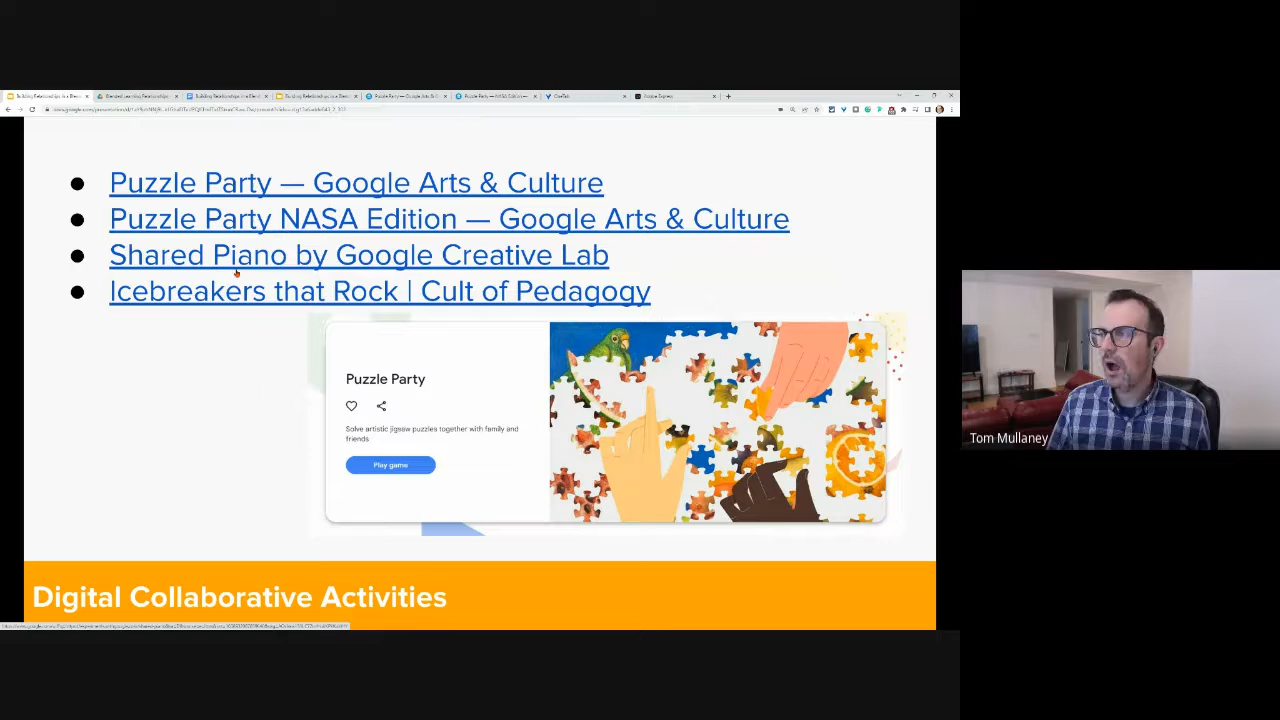 Puzzle Party — Google Arts & Culture
Puzzle Party NASA Edition — Google Arts & Culture
Shared Piano by Google Creative Lab
Icebreakers that Rock | Cult of Pedagogy
Puzzle Party
Solve artistic jigsaw puzzles together with family and
friends
Play game
Digital Collaborative Activities
Tom Mullaney